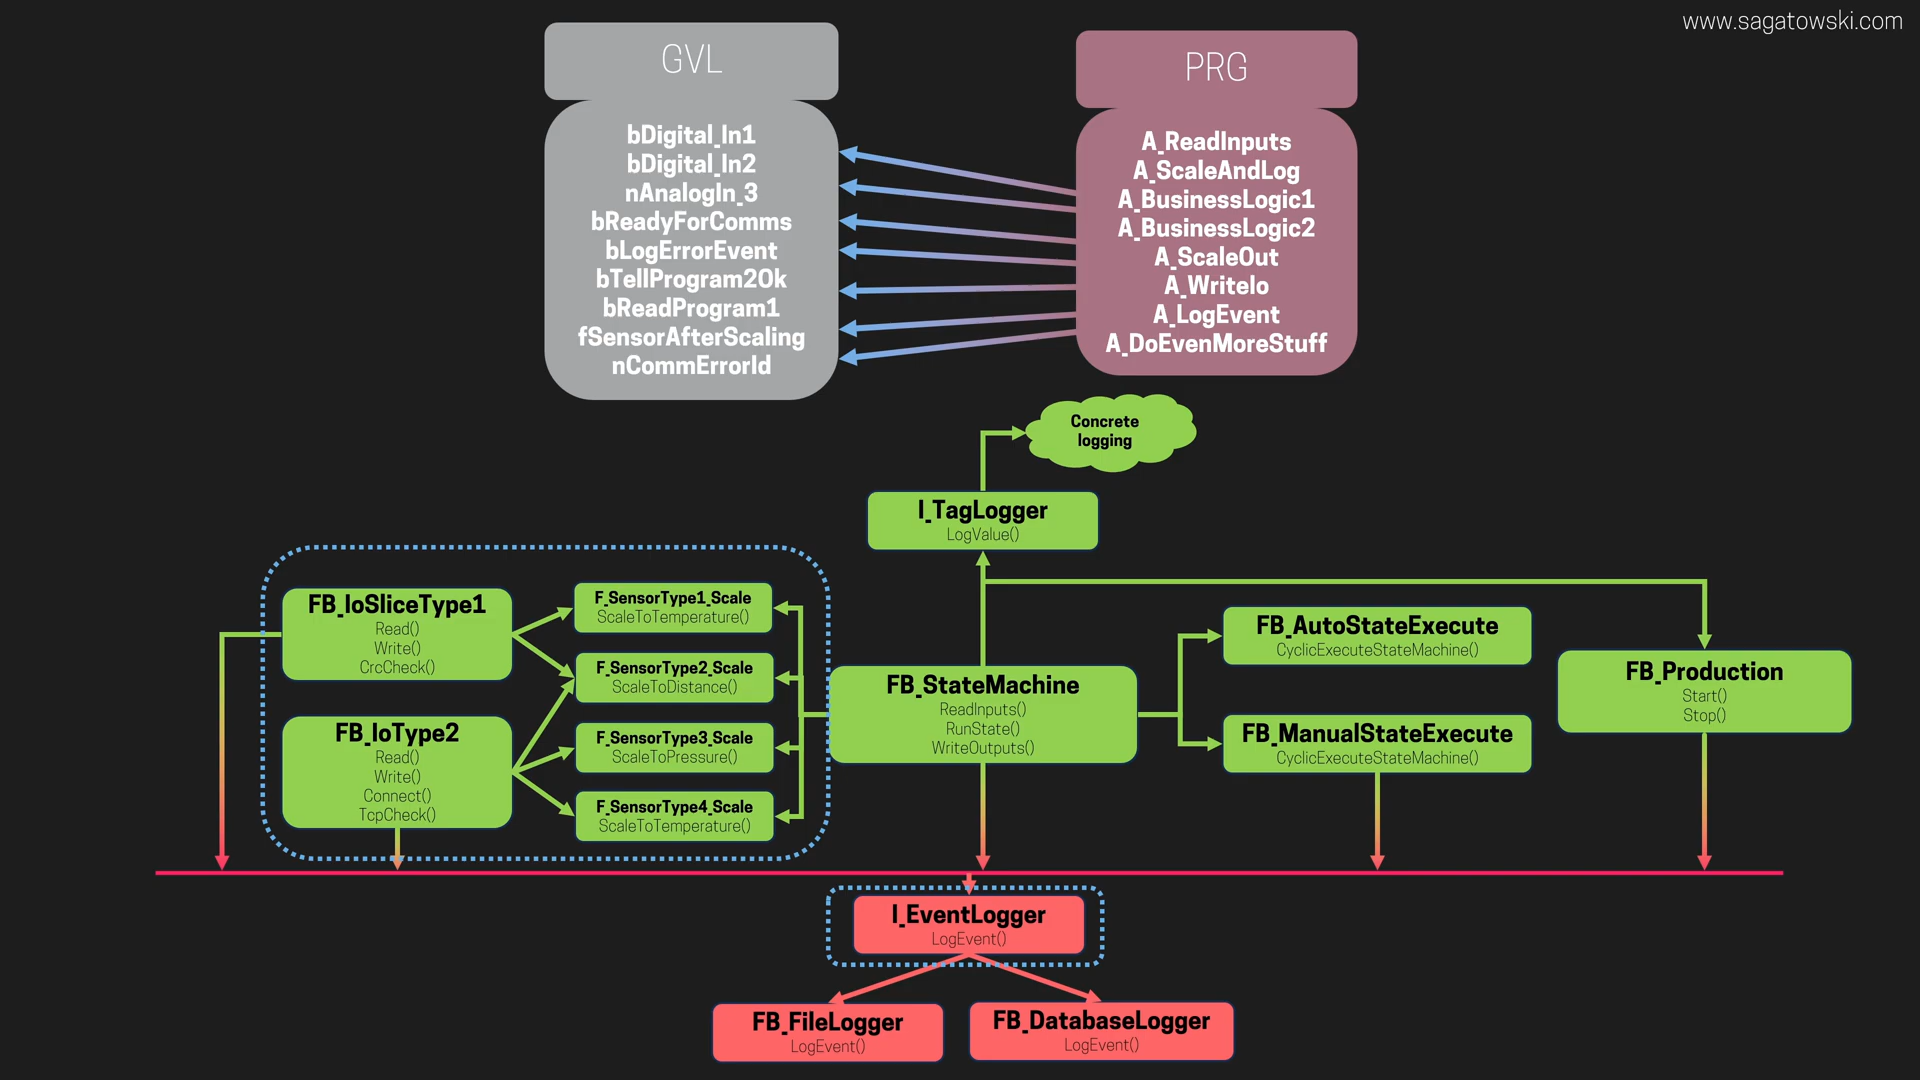 www.sagatowski.com
GVL
bDigital_In1
bDigital_In2
nAnalogIn_3
bReadyForComms
bLogErrorEvent
bTellProgram2Ok
bReadProgram1
fSensorAfterScaling
nCommErrorId
PRG
A_ReadInputs
A_ScaleAndLog
A_BusinessLogic1
A_BusinessLogic2
A_ScaleOut
A_WriteIo
A_LogEvent
A_DoEvenMoreStuff
Concrete
logging
I_TagLogger
LogValue()
FB_IoSliceType1
Read()
Write()
CrcCheck()
FB_IoType2
Read()
Write()
Connect()
TcpCheck()
F_SensorType1_Scale
ScaleToTemperature()
F_SensorType2_Scale
ScaleToDistance()
F_SensorType3_Scale
ScaleToPressure()
F_SensorType4_Scale
ScaleToTemperature()
FB_StateMachine
ReadInputs()
RunState()
WriteOutputs()
FB_AutoStateExecute
CyclicExecuteStateMachine()
FB_ManualStateExecute
CyclicExecuteStateMachine()
FB_Production
Start()
Stop()
I_EventLogger
LogEvent()
FB_FileLogger
LogEvent()
FB_DatabaseLogger
LogEvent()